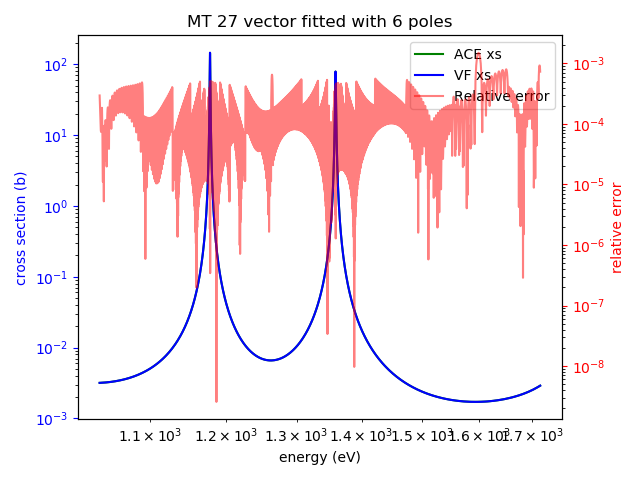 MT 27 vector fitted with 6 poles
ACE xs
VF xs
Relative error
10²
10¹
10⁰
10⁻¹
10⁻²
10⁻³
cross section (b)
10⁻³
10⁻⁴
10⁻⁵
10⁻⁶
10⁻⁷
10⁻⁸
relative error
1.1 × 10³ 1.2 × 10³ 1.3 × 10³ 1.4 × 10³ 1.5 × 10³ 1.6 × 10³ 1.7 × 10³
energy (eV)